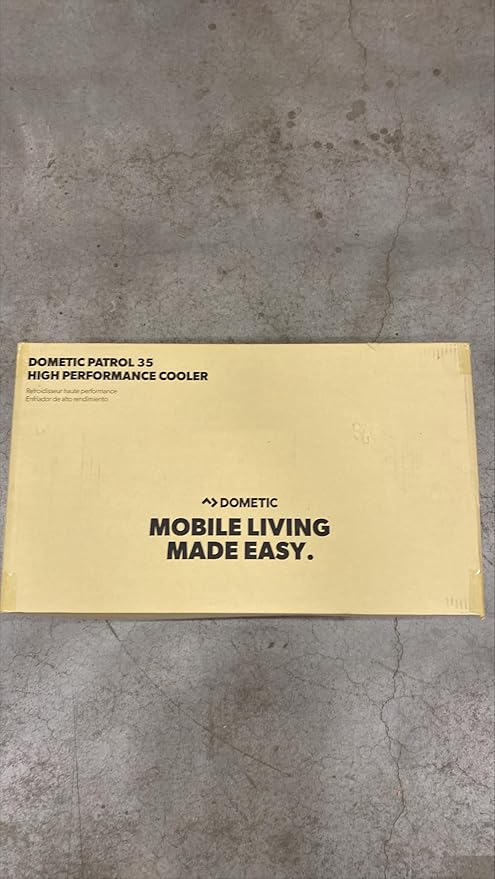 DOMETIC PATROL 35
HIGH PERFORMANCE COOLER
Refroidisseur haute performance
Enfriador de alto rendimiento
DOMETIC
MOBILE LIVING
MADE EASY.